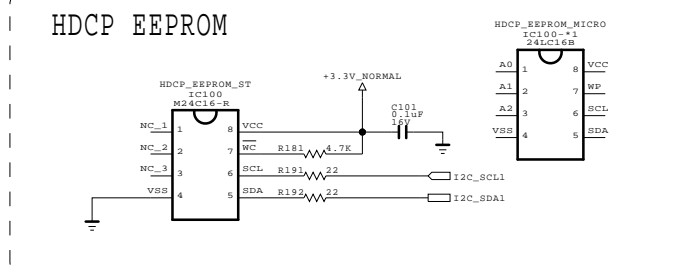 HDCP EEPROM
HDCP_EEPROM_MICRO
IC100-*1
24LC16B
A0 1 8 VCC
A1 2 7 WP
A2 3 6 SCL
VSS 4 5 SDA
+3.3V_NORMAL
HDCP_EEPROM_ST
IC100
M24C16-R
C101
0.1uF
16V
NC_1 1 8 VCC
NC_2 2 7 WC R181 4.7K
NC_3 3 6 SCL R191 22 I2C_SCL1
VSS 4 5 SDA R192 22 I2C_SDA1